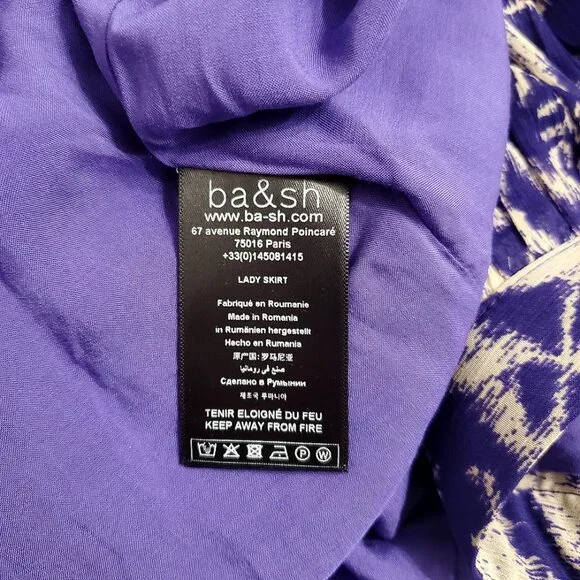 ba&sh
www.ba-sh.com
67 avenue Raymond Poincaré
75016 Paris
+33(0)145081415
LADY SKIRT
Fabriqué en Roumanie
Made in Romania
in Rumänien hergestellt
Hecho en Rumanía
原产国: 罗马尼亚
صنع في رومانيا
Сделано в Румынии
제조국 루마니아
TENIR ELOIGNÉ DU FEU
KEEP AWAY FROM FIRE
P W